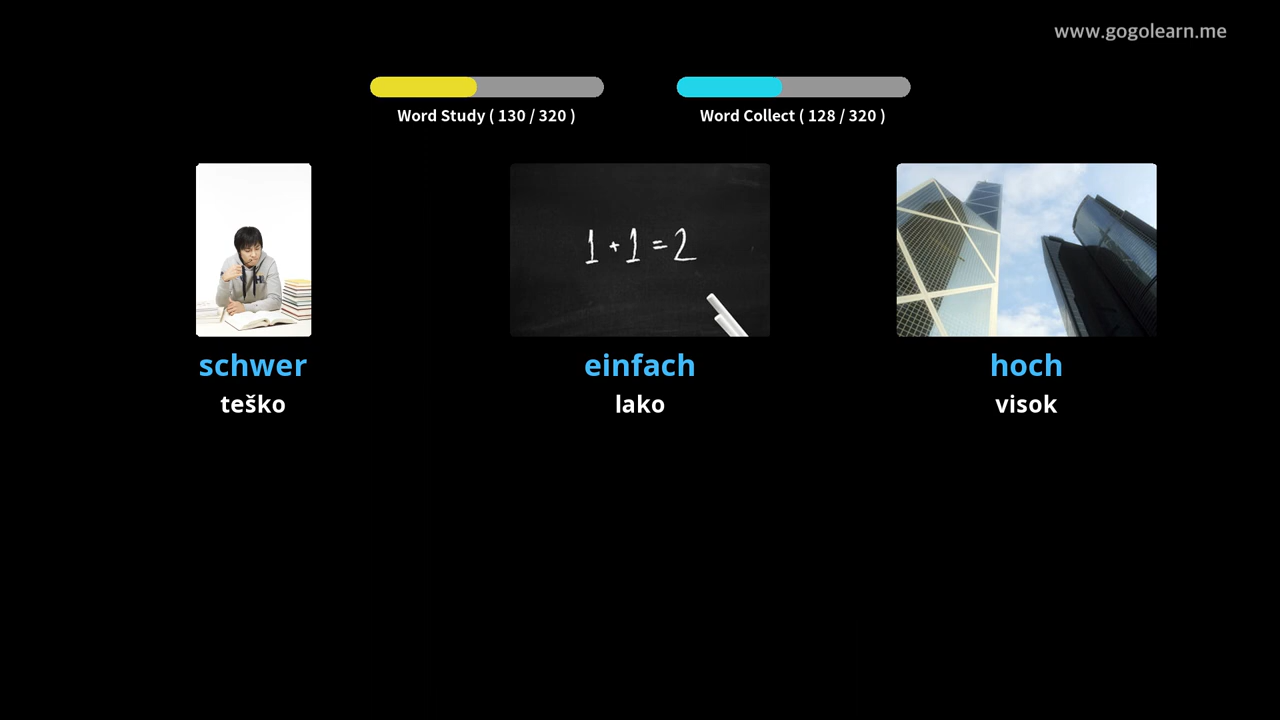 www.gogolearn.me
Word Study ( 130 / 320 )
Word Collect ( 128 / 320 )
1 + 1 = 2
schwer
einfach
hoch
teško
lako
visok